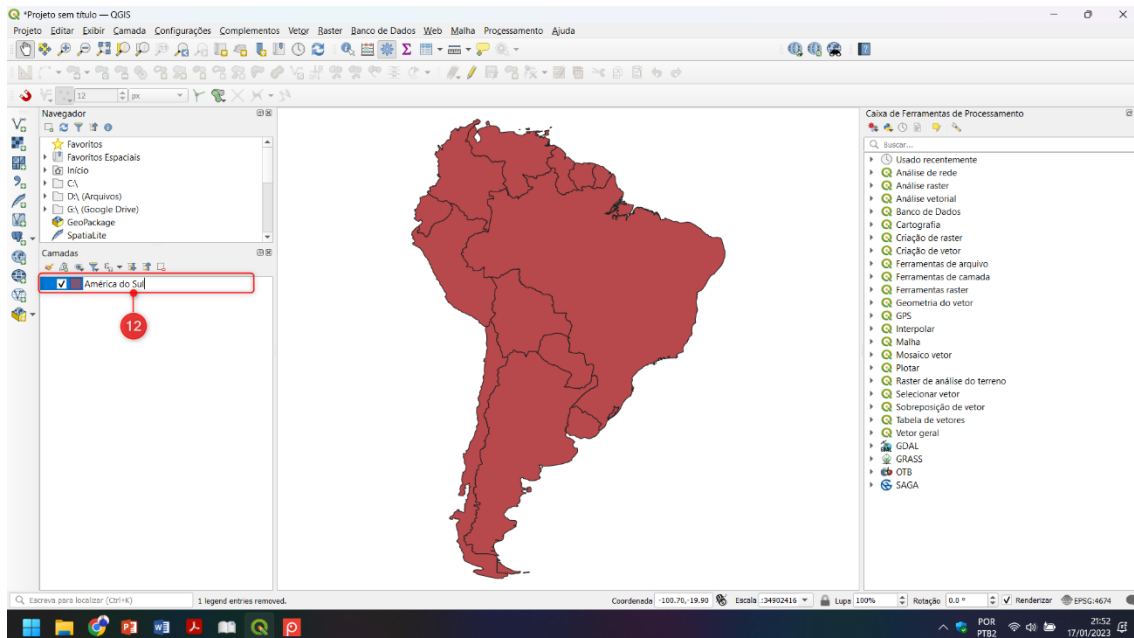 *Projeto sem título — QGIS
Projeto Editar Exibir Camada Configurações Complementos Vetor Raster Banco de Dados Web Malha Processamento Ajuda
12 px
Navegador
Favoritos
Favoritos Espaciais
Início
C:\
D:\ (Arquivos)
G:\ (Google Drive)
GeoPackage
SpatiaLite
Camadas
América do Sul
12
Caixa de Ferramentas de Processamento
Buscar...
Usado recentemente
Análise de rede
Análise raster
Análise vetorial
Banco de Dados
Cartografia
Criação de raster
Criação de vetor
Ferramentas de arquivo
Ferramentas de camada
Ferramentas raster
Geometria do vetor
GPS
Interpolar
Malha
Mosaico vetor
Plotar
Raster de análise do terreno
Selecionar vetor
Sobreposição de vetor
Tabela de vetores
Vetor geral
GDAL
GRASS
OTB
SAGA
Escreva para localizar (Ctrl+K) 1 legend entries removed. Coordenada -100.70,-19.90 Escala :34902416 Lupa 100% Rotação 0.0 ° Renderizar EPSG:4674
POR
PTB2
21:52
17/01/2023